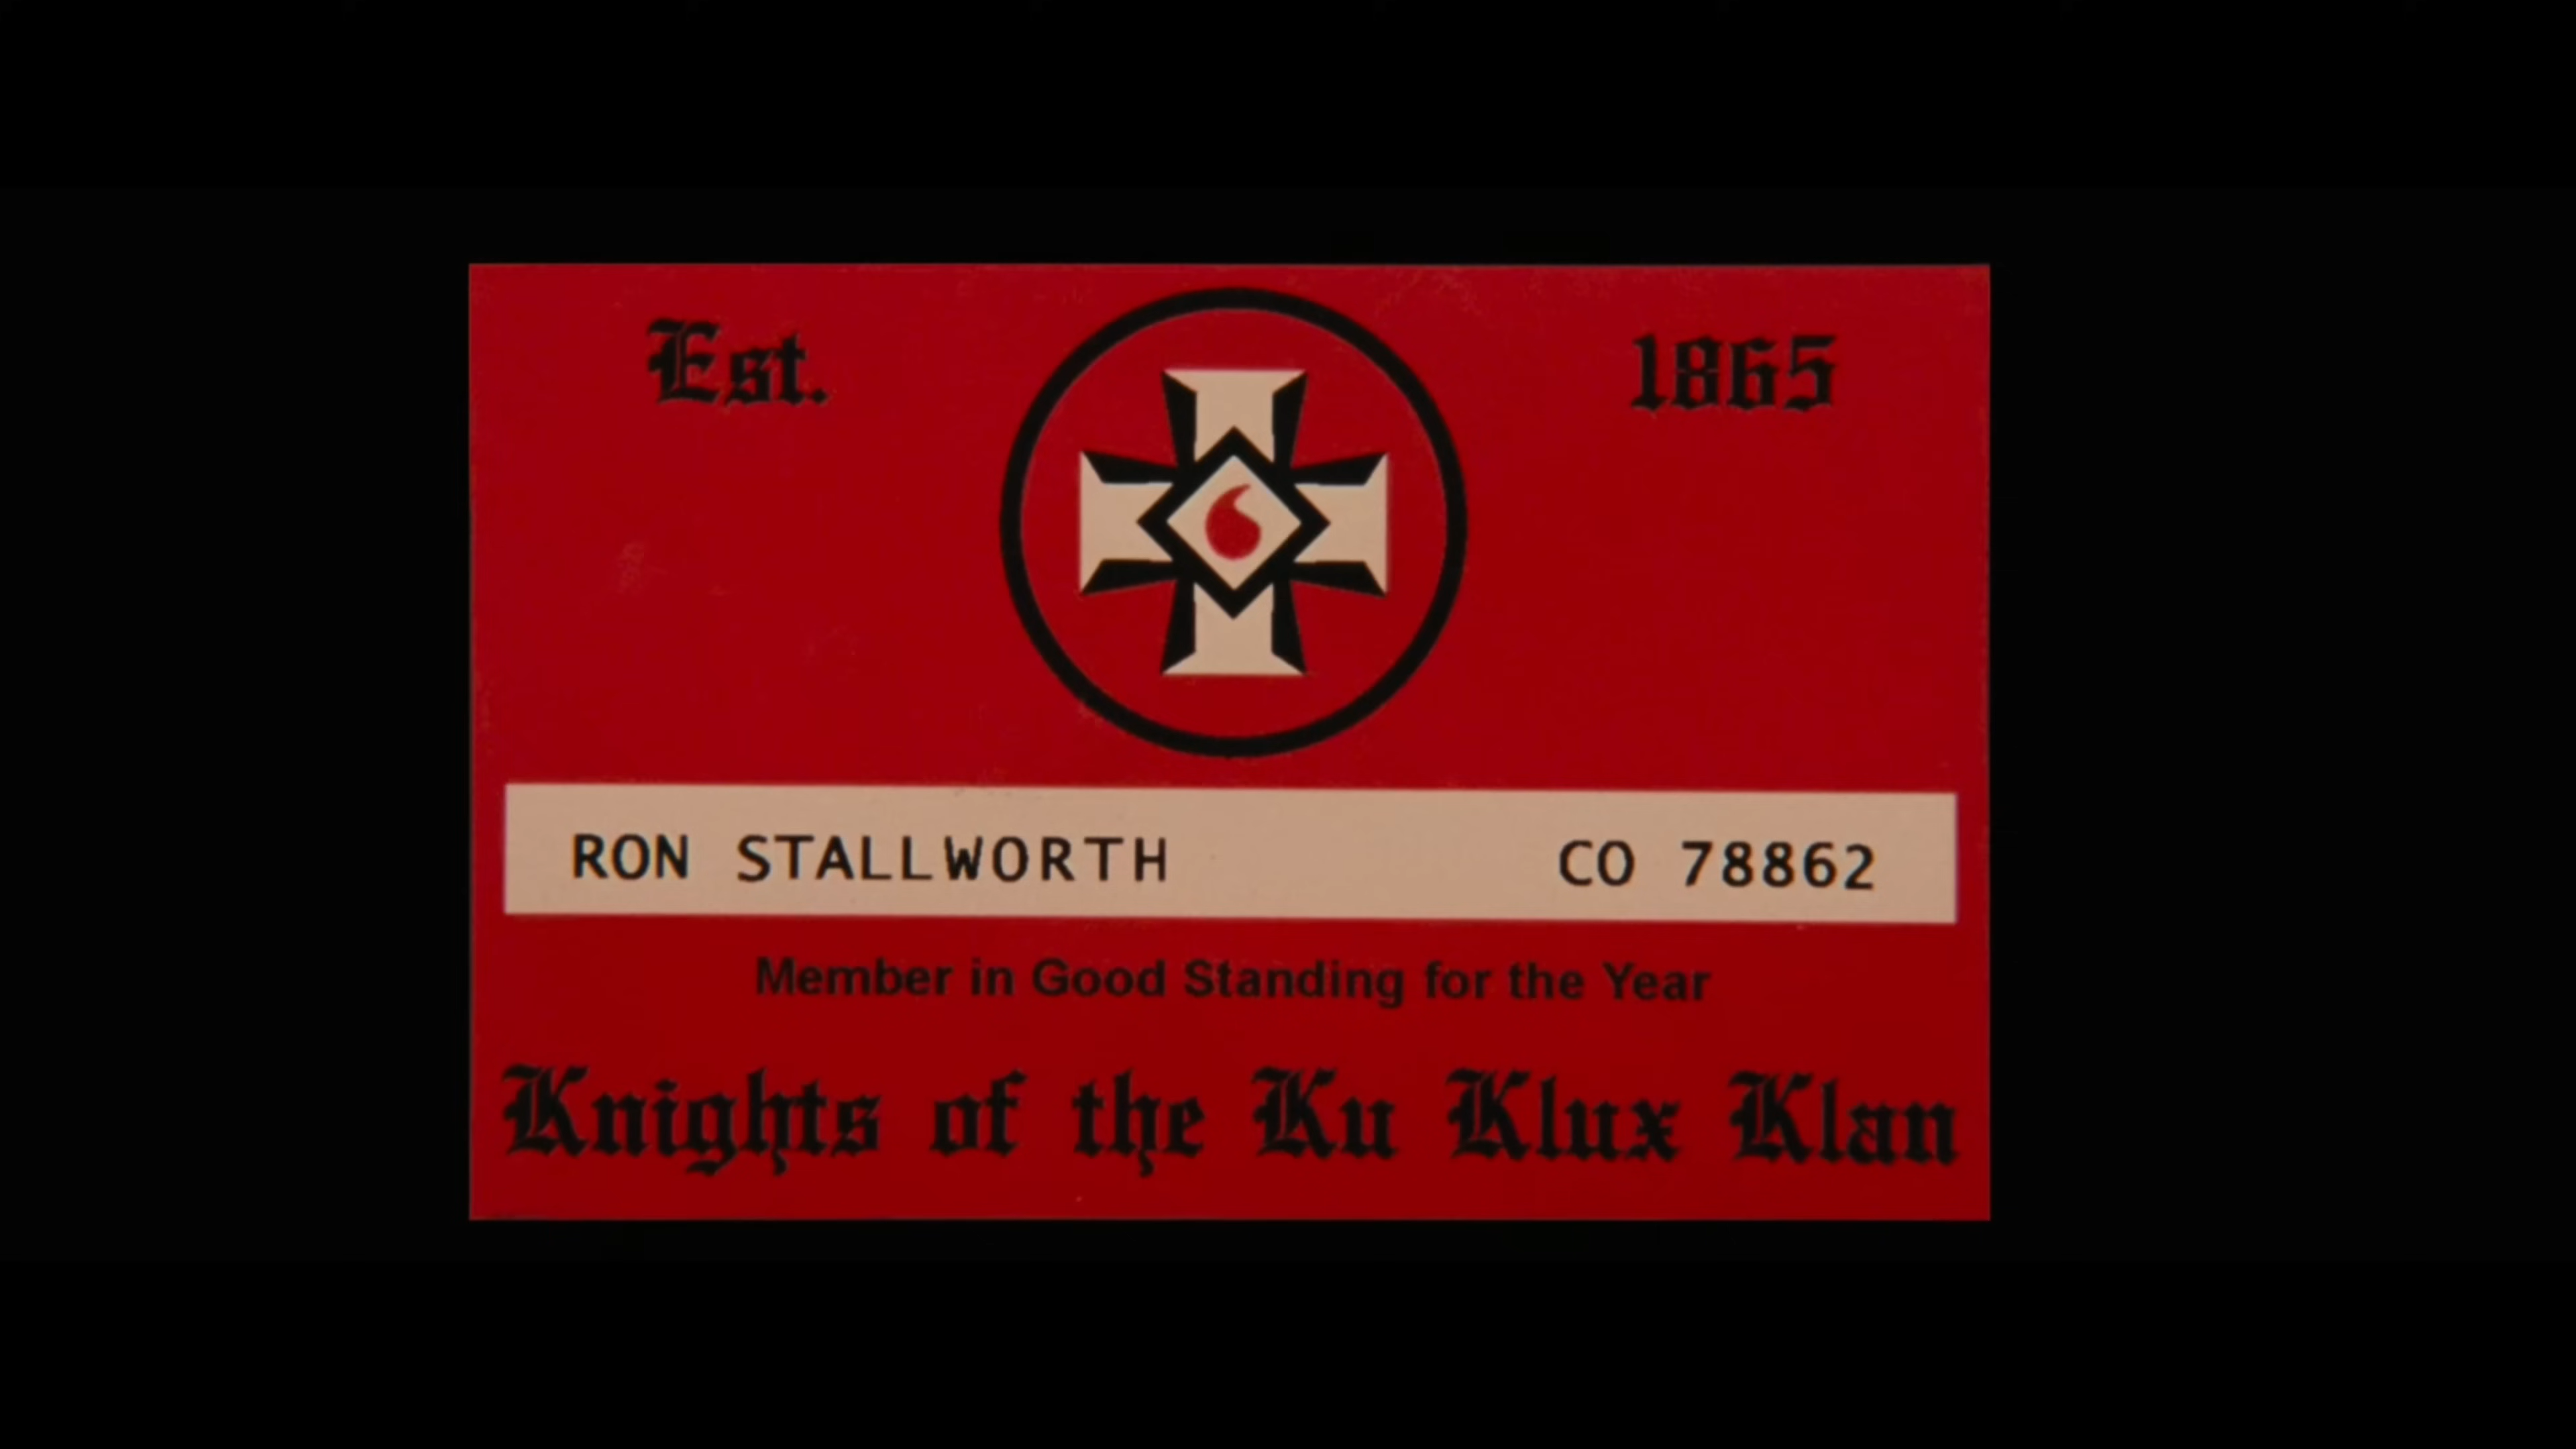 Est. 1865
RON STALLWORTH CO 78862
Member in Good Standing for the Year
Knights of the Ku Klux Klan